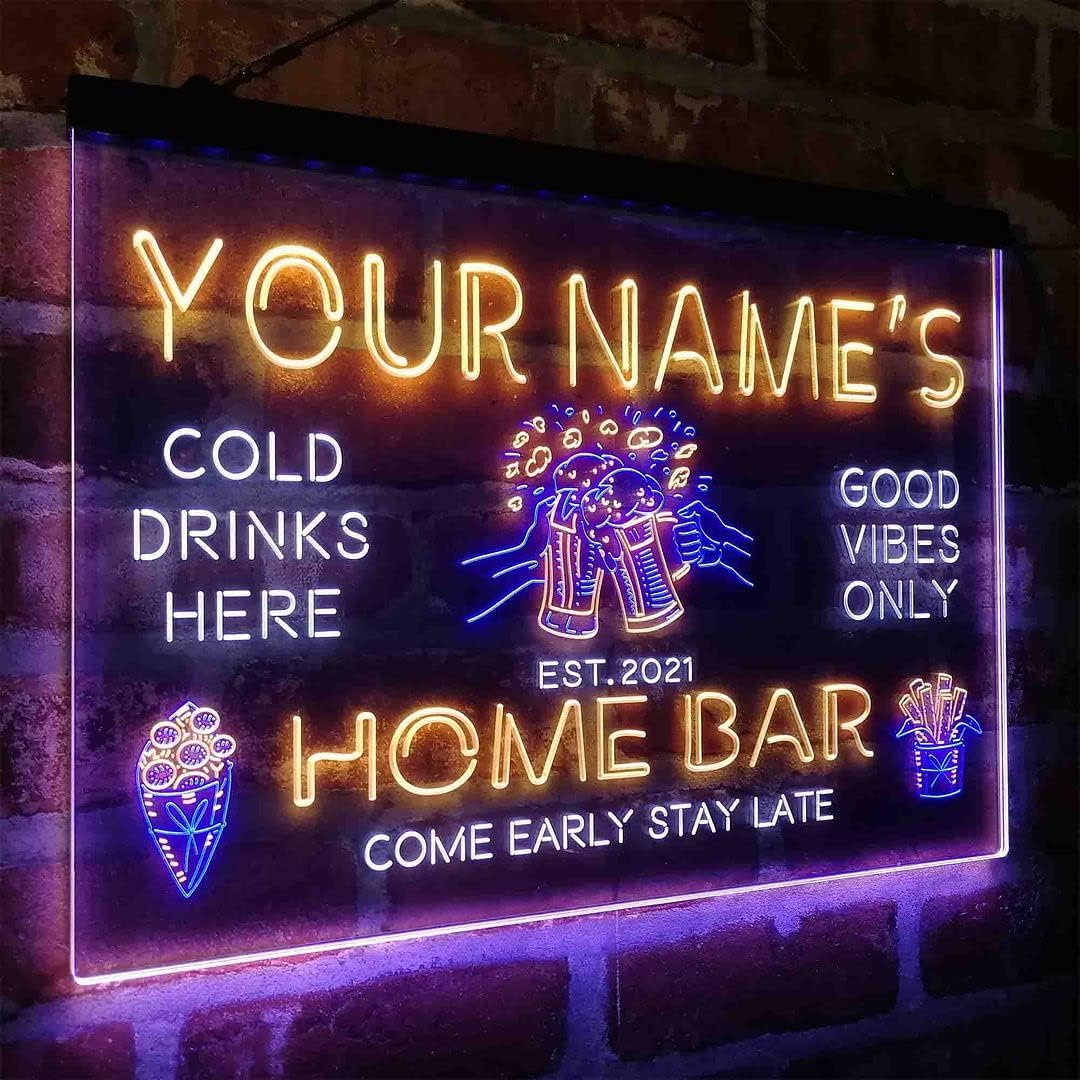 YOUR NAME'S
COLD
DRINKS
HERE
GOOD
VIBES
ONLY
EST.2021
HOME BAR
COME EARLY STAY LATE